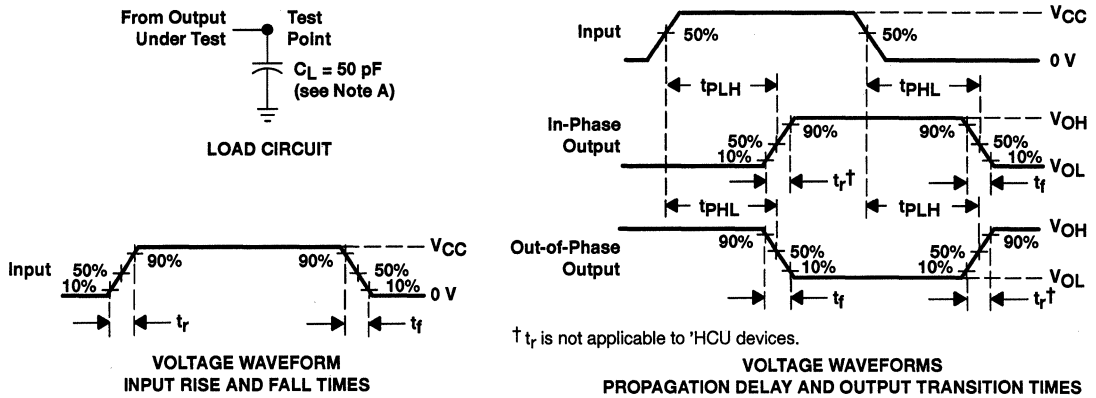 From Output
Under Test
Test
Point
CL = 50 pF
(see Note A)
LOAD CIRCUIT
Input
50%
50%
VCC
0 V
tPLH
tPHL
In-Phase
Output
50%
10%
90%
90%
50%
10%
VOH
VOL
tr†
tf
tPHL
tPLH
Out-of-Phase
Output
90%
50%
10%
50%
10%
90%
VOH
VOL
tf
tr†
† tr is not applicable to 'HCU devices.
VOLTAGE WAVEFORMS
PROPAGATION DELAY AND OUTPUT TRANSITION TIMES
Input
50%
10%
90%
90%
50%
10%
VCC
0 V
tr
tf
VOLTAGE WAVEFORM
INPUT RISE AND FALL TIMES